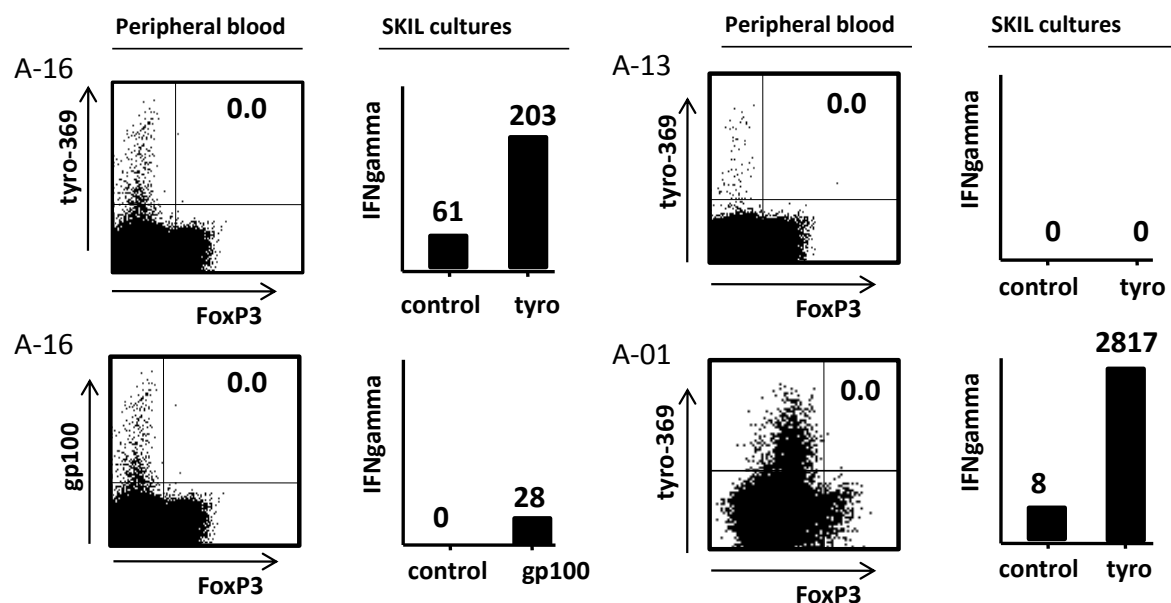 Peripheral blood
SKIL cultures
Peripheral blood
SKIL cultures
A-16
tyro-369
0.0
FoxP3
IFNgamma
61
203
control
tyro
A-13
tyro-369
0.0
FoxP3
IFNgamma
0
0
control
tyro
A-16
gp100
0.0
FoxP3
IFNgamma
0
28
control
gp100
A-01
tyro-369
0.0
FoxP3
IFNgamma
8
2817
control
tyro